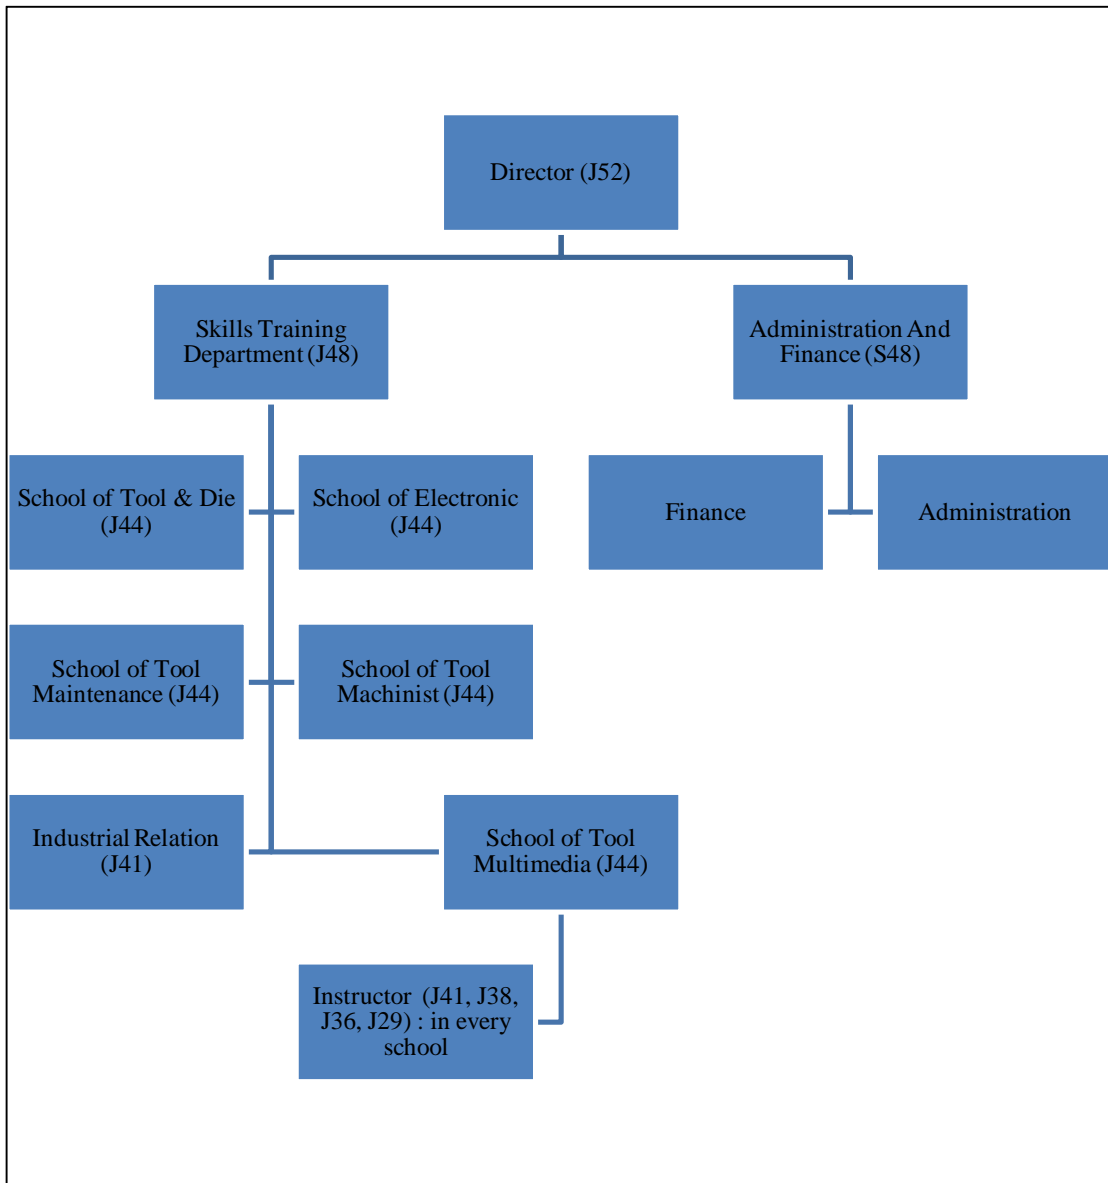 Director (J52)
Skills Training
Department (J48)
Administration And
Finance (S48)
School of Tool & Die
(J44)
School of Electronic
(J44)
Finance
Administration
School of Tool
Maintenance (J44)
School of Tool
Machinist (J44)
Industrial Relation
(J41)
School of Tool
Multimedia (J44)
Instructor (J41, J38,
J36, J29) : in every
school